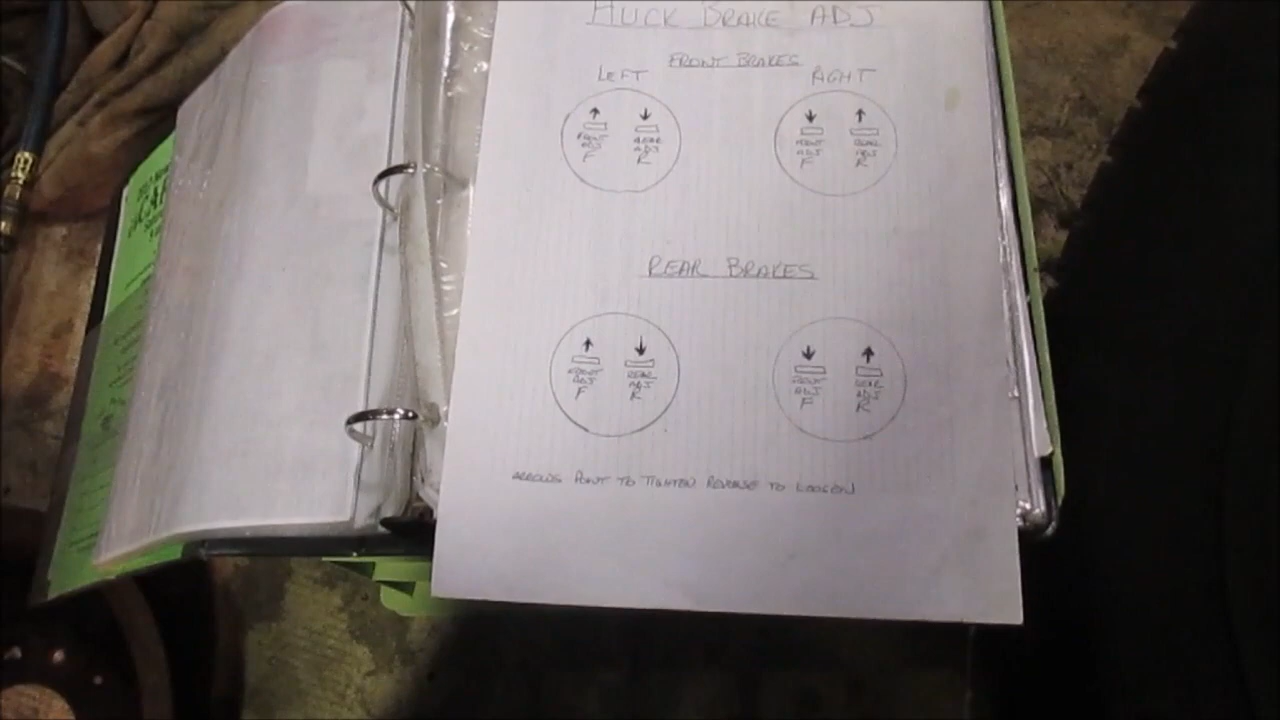 HUCK BRAKE ADJ
FRONT BRAKES
LEFT RIGHT
FRONT ADJ F
REAR ADJ R
FRONT ADJ F
REAR ADJ R
REAR BRAKES
FRONT ADJ F
REAR ADJ R
FRONT ADJ F
REAR ADJ R
ARROWS POINT TO TIGHTEN REVERSE TO LOOSEN